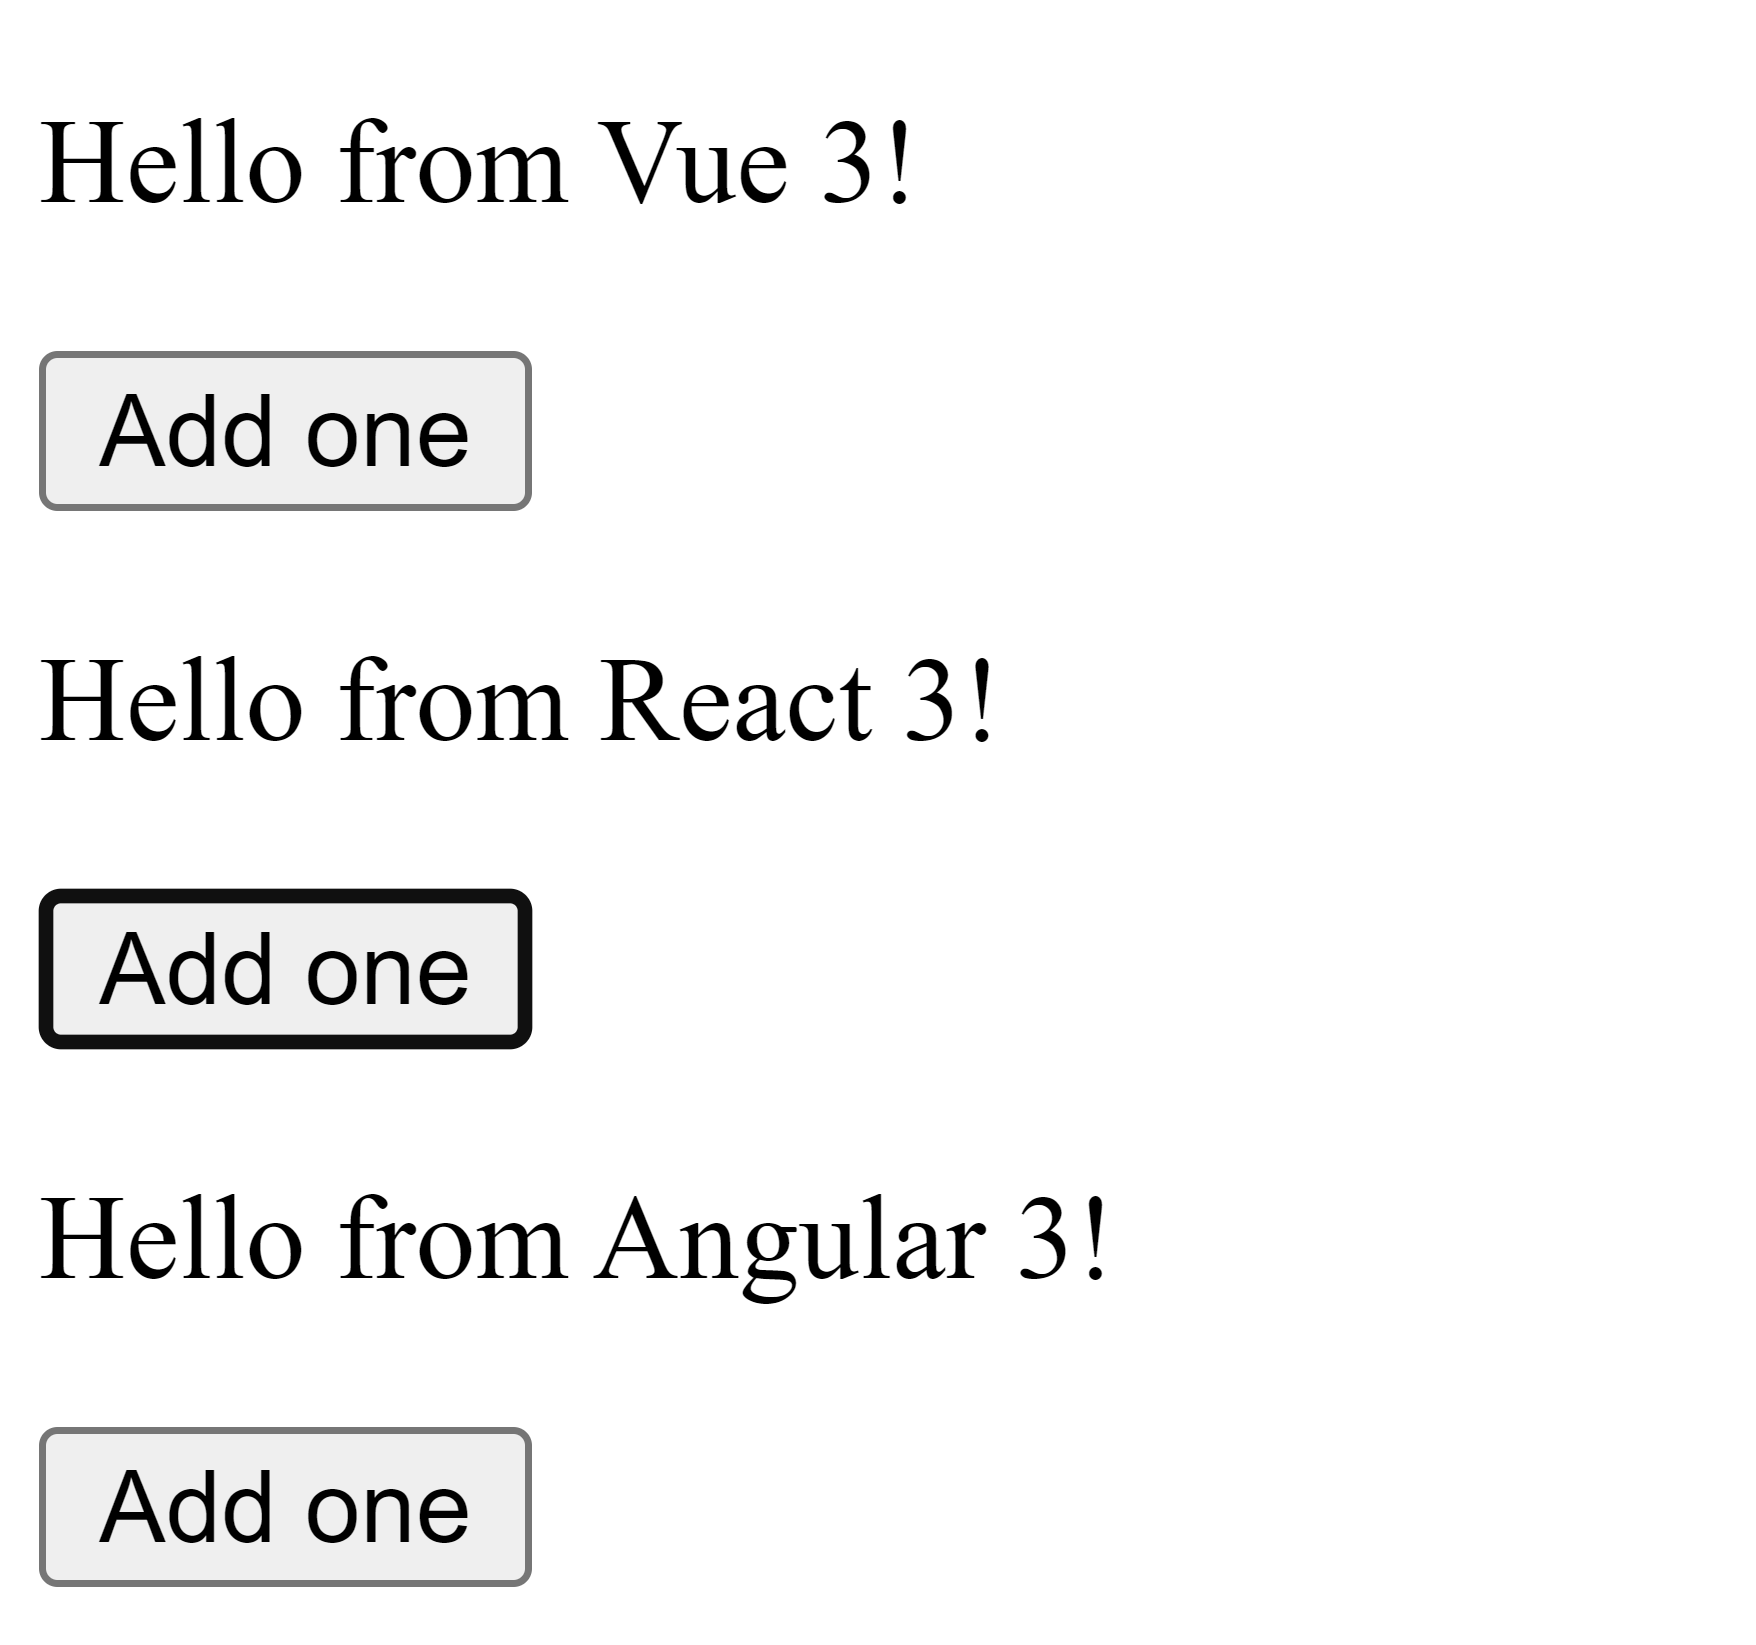 Hello from Vue 3!
Add one
Hello from React 3!
Add one
Hello from Angular 3!
Add one